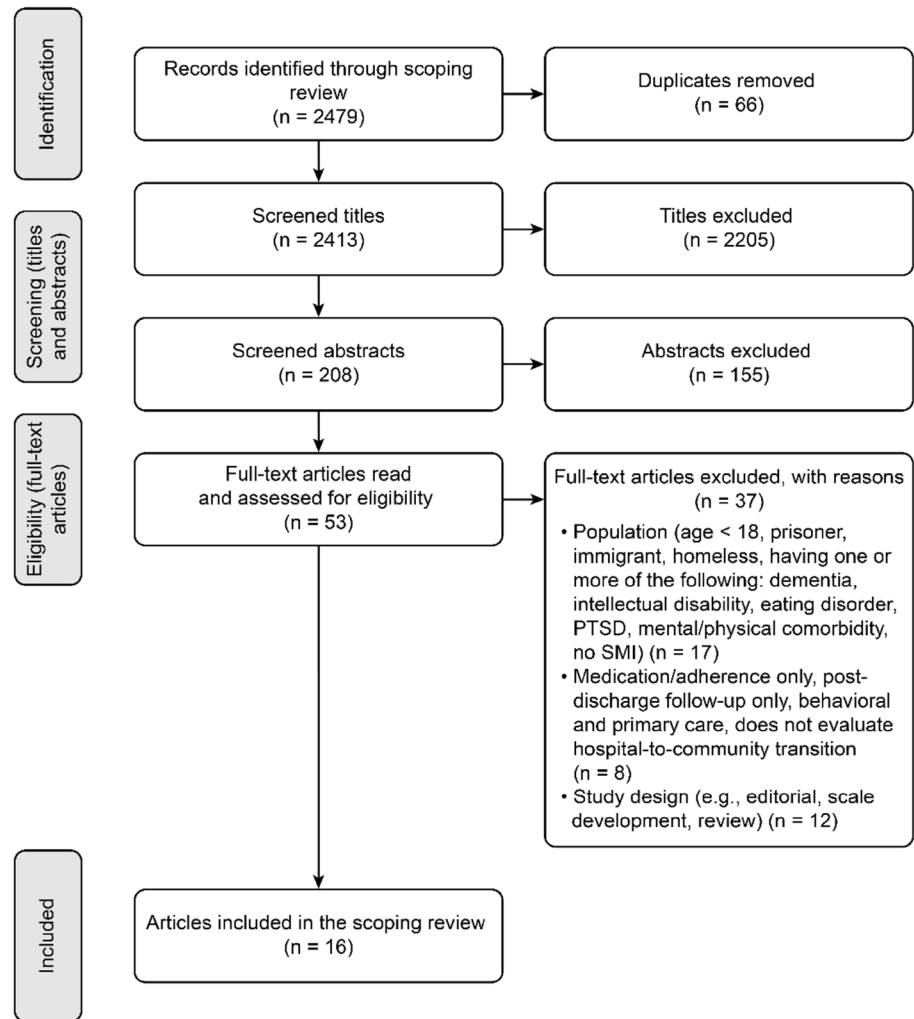 Identification
Records identified through scoping
review
(n = 2479)
Duplicates removed
(n = 66)
Screening (titles
and abstracts)
Screened titles
(n = 2413)
Titles excluded
(n = 2205)
Screened abstracts
(n = 208)
Abstracts excluded
(n = 155)
Eligibility (full-text
articles)
Full-text articles read
and assessed for eligibility
(n = 53)
Full-text articles excluded, with reasons
(n = 37)
• Population (age < 18, prisoner,
immigrant, homeless, having one or
more of the following: dementia,
intellectual disability, eating disorder,
PTSD, mental/physical comorbidity,
no SMI) (n = 17)
• Medication/adherence only, post-
discharge follow-up only, behavioral
and primary care, does not evaluate
hospital-to-community transition
(n = 8)
• Study design (e.g., editorial, scale
development, review) (n = 12)
Included
Articles included in the scoping review
(n = 16)